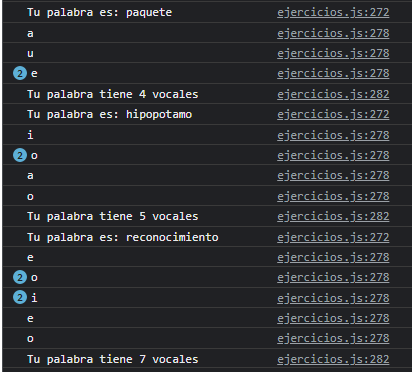 Tu palabra es: paquete ejercicios.js:272
a ejercicios.js:278
u ejercicios.js:278
2 e ejercicios.js:278
Tu palabra tiene 4 vocales ejercicios.js:282
Tu palabra es: hipopotamo ejercicios.js:272
i ejercicios.js:278
2 o ejercicios.js:278
a ejercicios.js:278
o ejercicios.js:278
Tu palabra tiene 5 vocales ejercicios.js:282
Tu palabra es: reconocimiento ejercicios.js:272
e ejercicios.js:278
2 o ejercicios.js:278
2 i ejercicios.js:278
e ejercicios.js:278
o ejercicios.js:278
Tu palabra tiene 7 vocales ejercicios.js:282